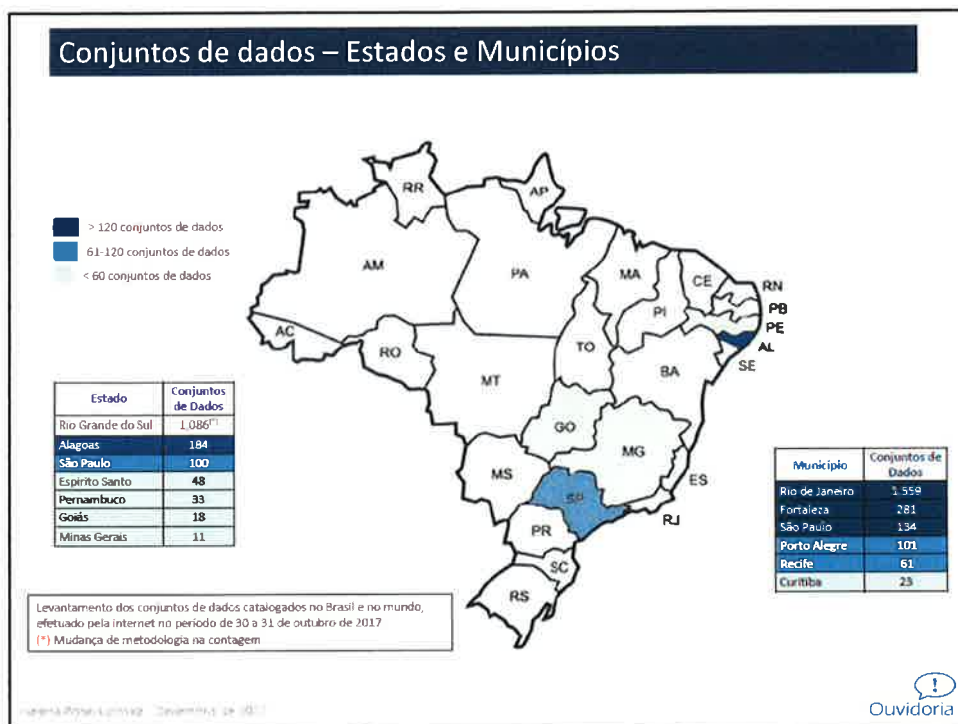 Conjuntos de dados – Estados e Municípios
> 120 conjuntos de dados
61-120 conjuntos de dados
< 60 conjuntos de dados
RR
AP
AM
PA
MA
CE
RN
PB
PE
AL
SE
PI
AC
RO
TO
BA
MT
GO
MG
ES
MS
SP
RJ
PR
SC
RS
Estado Conjuntos de Dados
Rio Grande do Sul 1.086(*)
Alagoas 184
São Paulo 100
Espírito Santo 48
Pernambuco 33
Goiás 18
Minas Gerais 11
Município Conjuntos de Dados
Rio de Janeiro 1.559
Fortaleza 281
São Paulo 134
Porto Alegre 101
Recife 61
Curitiba 23
Levantamento dos conjuntos de dados catalogados no Brasil e no mundo,
efetuado pela internet no período de 30 a 31 de outubro de 2017
(*) Mudança de metodologia na contagem
!
Ouvidoria